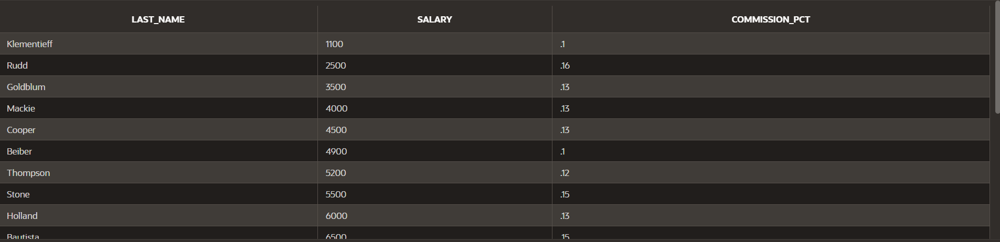 LAST_NAME SALARY COMMISSION_PCT
Klementieff 1100 .1
Rudd 2500 .16
Goldblum 3500 .13
Mackie 4000 .13
Cooper 4500 .13
Beiber 4900 .1
Thompson 5200 .12
Stone 5500 .15
Holland 6000 .13
Bautista 6500 .15